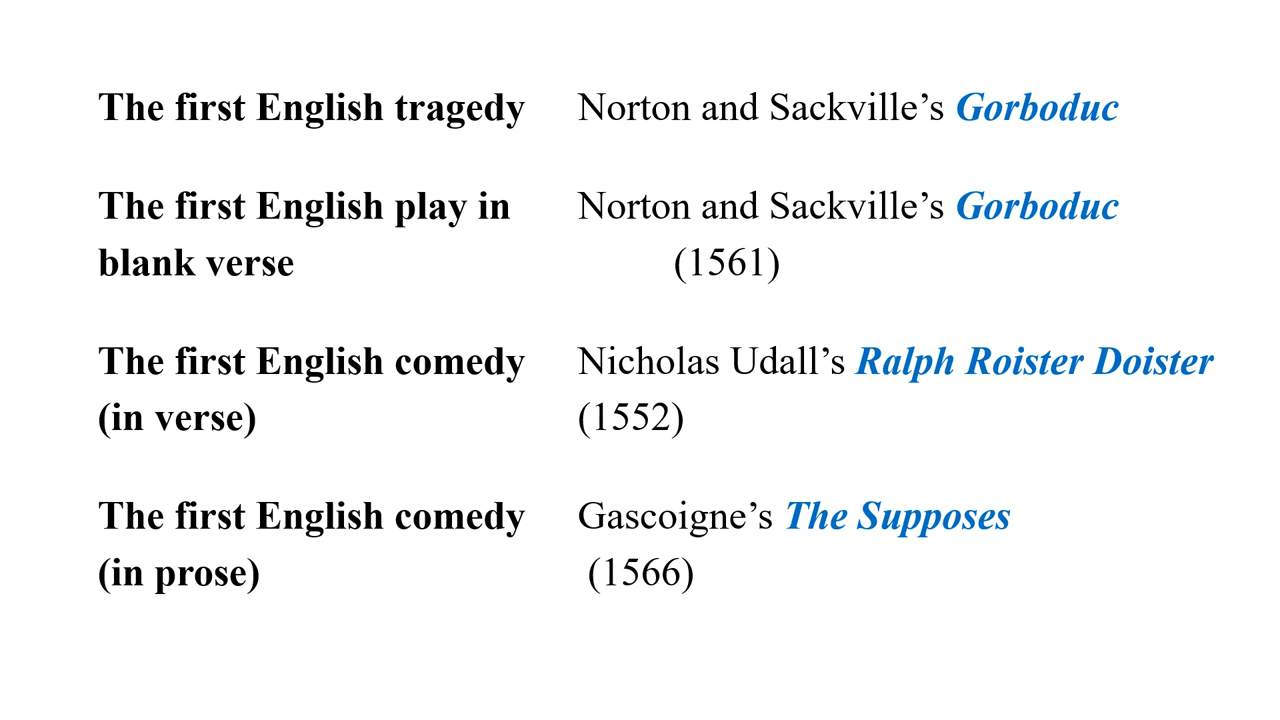 The first English tragedy Norton and Sackville’s Gorboduc
The first English play in Norton and Sackville’s Gorboduc
blank verse (1561)
The first English comedy Nicholas Udall’s Ralph Roister Doister
(in verse) (1552)
The first English comedy Gascoigne’s The Supposes
(in prose) (1566)